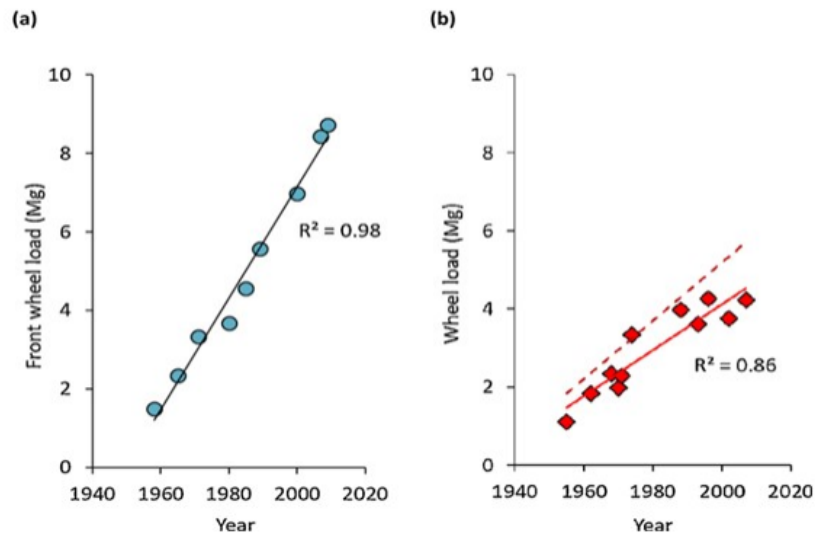 (a)
10
8
6
4
2
0
Front wheel load (Mg)
R² = 0.98
1940 1960 1980 2000 2020
Year
(b)
10
8
6
4
2
0
Wheel load (Mg)
R² = 0.86
1940 1960 1980 2000 2020
Year